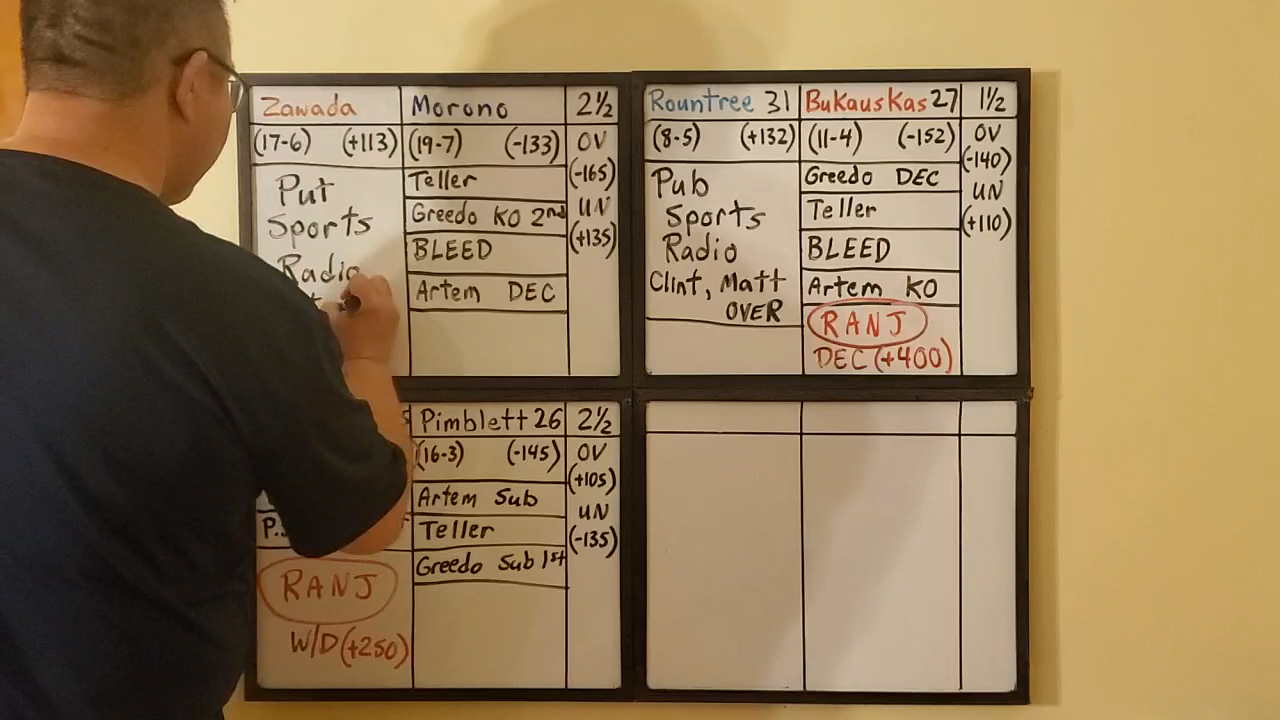 Zawada Morono 2½
(17-6) (+113) (19-7) (-133) OV
(-165)
UN
(+135)
Put
Sports
Radio
Teller
Greedo KO 2nd
BLEED
Artem DEC
Rountree 31 Bukauskas 27 1½
(8-5) (+132) (11-4) (-152) OV
(-140)
UN
(+110)
Pub
Sports
Radio
Clint, Matt
OVER
Greedo DEC
Teller
BLEED
Artem KO
RANJ
DEC (+400)
Pimblett 26 2½
(16-3) (-145) OV
(+105)
UN
(-135)
RANJ
W/D (+250)
Artem Sub
Teller
Greedo Sub 1st